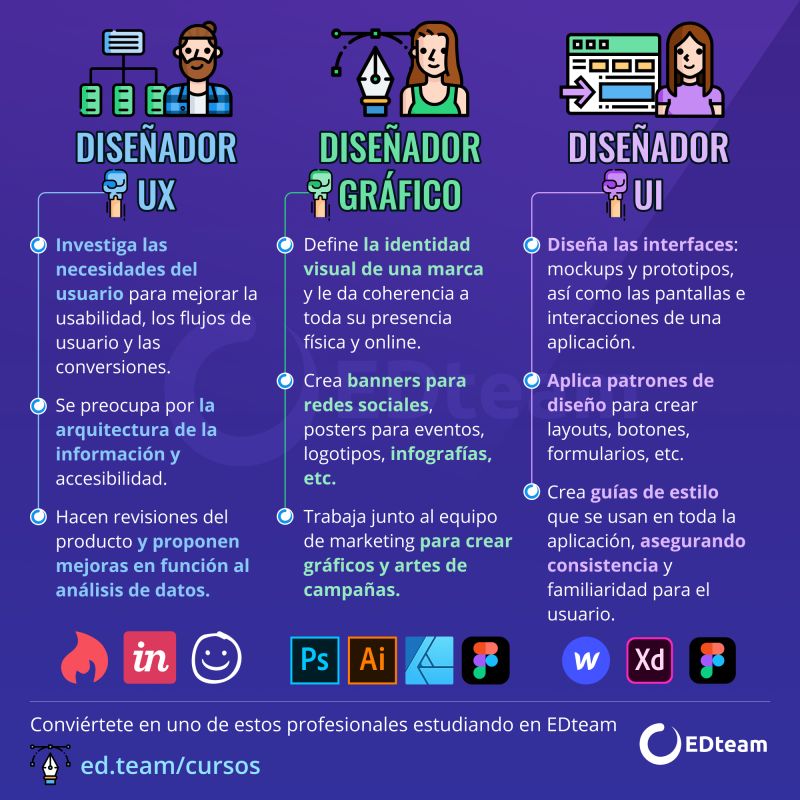 DISEÑADOR
UX
Investiga las
necesidades del
usuario para mejorar la
usabilidad, los flujos de
usuario y las
conversiones.
Se preocupa por la
arquitectura de la
información y
accesibilidad.
Hacen revisiones del
producto y proponen
mejoras en función al
análisis de datos.
in
DISEÑADOR
GRÁFICO
Define la identidad
visual de una marca
y le da coherencia a
toda su presencia
física y online.
Crea banners para
redes sociales,
posters para eventos,
logotipos, infografías,
etc.
Trabaja junto al equipo
de marketing para crear
gráficos y artes de
campañas.
Ps Ai
DISEÑADOR
UI
Diseña las interfaces:
mockups y prototipos,
así como las pantallas e
interacciones de una
aplicación.
Aplica patrones de
diseño para crear
layouts, botones,
formularios, etc.
Crea guías de estilo
que se usan en toda la
aplicación, asegurando
consistencia y
familiaridad para el
usuario.
w Xd
EDteam
Conviértete en uno de estos profesionales estudiando en EDteam
ed.team/cursos
EDteam